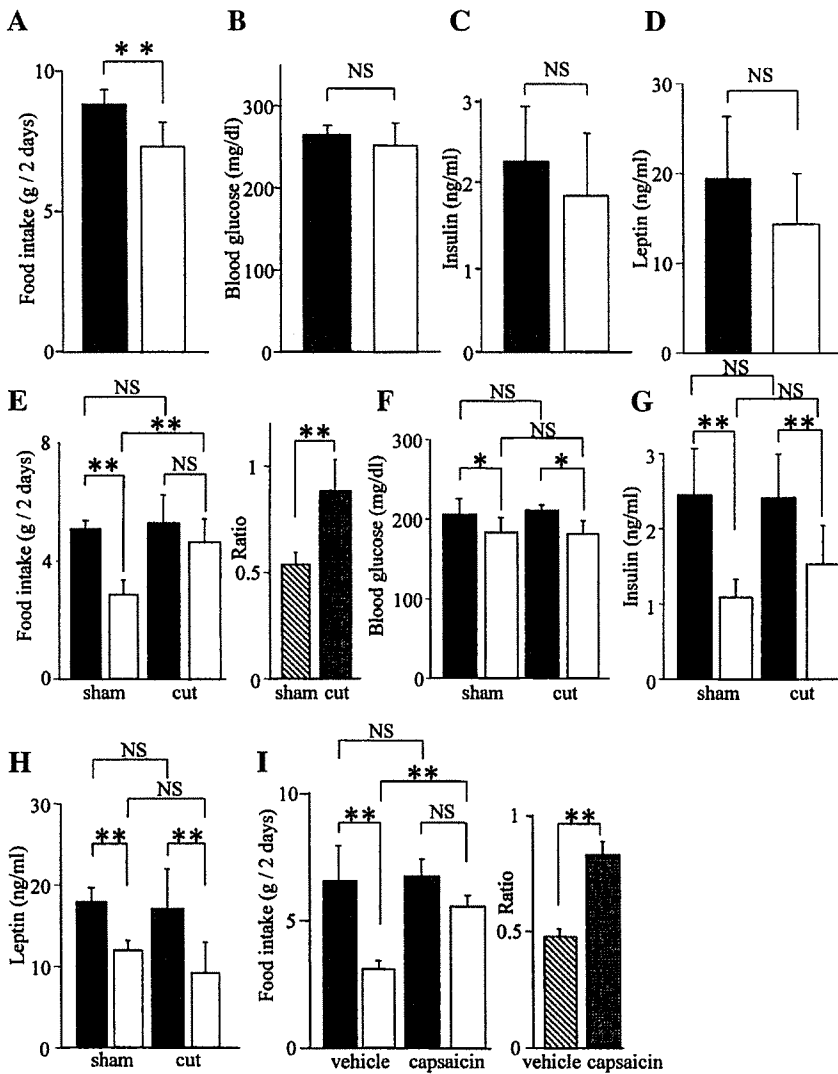 A
Food intake (g / 2 days)
10
5
0
* *
B
Blood glucose (mg/dl)
300
200
100
0
NS
C
Insulin (ng/ml)
3
2
1
0
NS
D
Leptin (ng/ml)
30
20
10
0
NS
E
Food intake (g / 2 days)
8
4
0
NS
**
**
NS
sham cut
Ratio
1
0.5
0
**
sham cut
F
Blood glucose (mg/dl)
300
200
100
0
NS
NS
*
*
sham cut
G
Insulin (ng/ml)
3
2
1
0
NS
NS
**
**
sham cut
H
Leptin (ng/ml)
30
20
10
0
NS
NS
**
**
sham cut
I
Food intake (g / 2 days)
10
5
0
NS
**
**
NS
vehicle capsaicin
Ratio
1
0.5
0
**
vehicle capsaicin